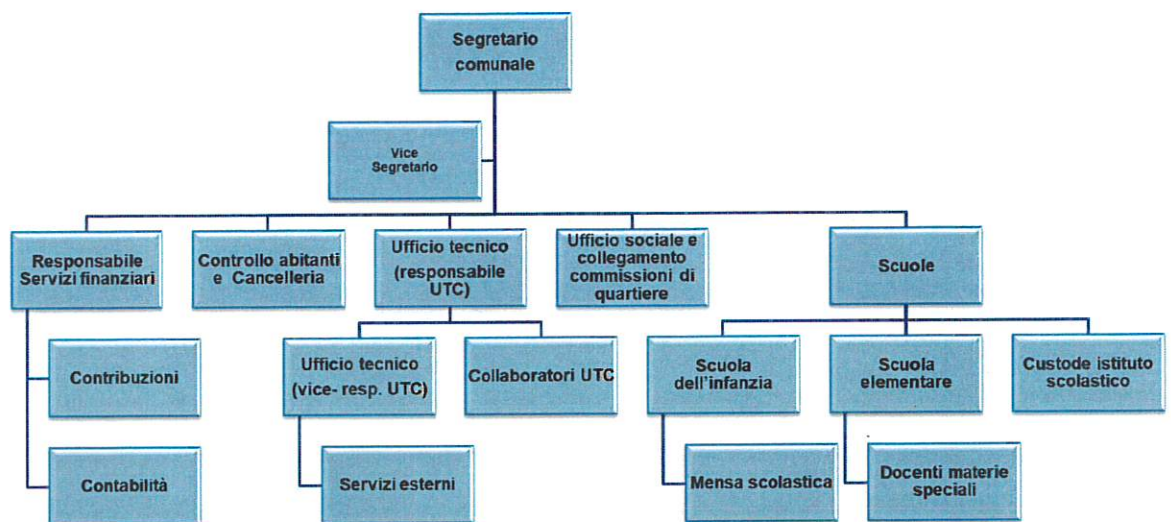 Segretario
comunale
Vice
Segretario
Responsabile
Servizi finanziari
Controllo abitanti
e Cancelleria
Ufficio tecnico
(responsabile
UTC)
Ufficio sociale e
collegamento
commissioni di
quartiere
Scuole
Contribuzioni
Contabilità
Ufficio tecnico
(vice- resp. UTC)
Collaboratori UTC
Servizi esterni
Scuola
dell'infanzia
Scuola
elementare
Custode istituto
scolastico
Mensa scolastica
Docenti materie
speciali